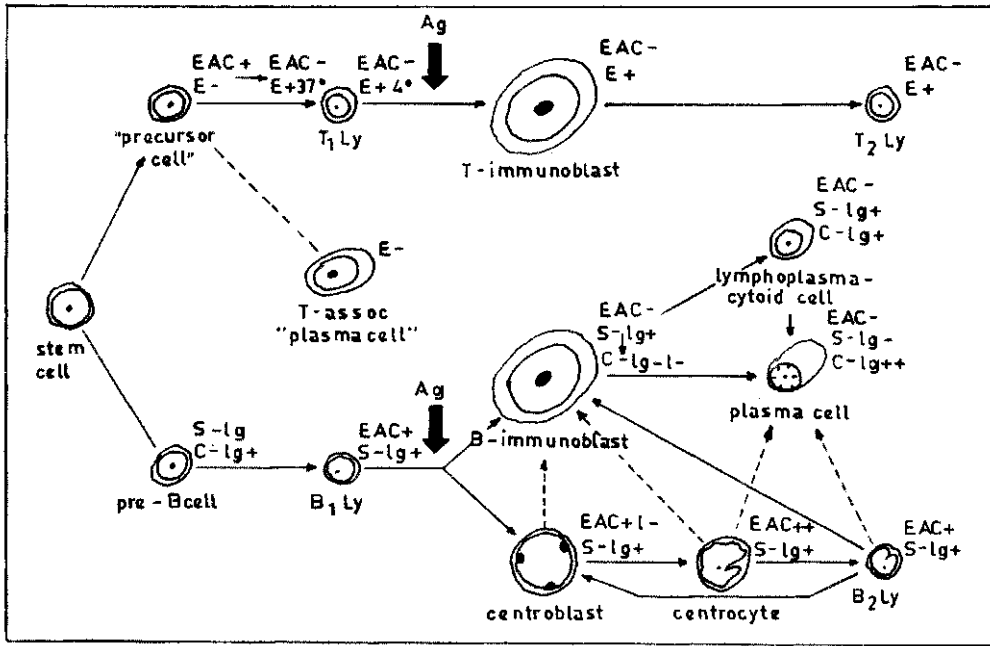 Ag
EAC+
E-
EAC-
E+37°
EAC-
E+4°
EAC-
E+
EAC-
E+
"precursor
cell"
T₁ Ly
T-immunoblast
T₂ Ly
E-
T-assoc
"plasma cell"
EAC-
S-Ig+
C-Ig+
lymphoplasma-
cytoid cell
stem
cell
EAC-
S-Ig+
C-Ig-l-
EAC-
S-Ig-
C-Ig++
plasma cell
Ag
B-immunoblast
S-Ig
C-Ig+
pre-Bcell
EAC+
S-Ig+
B₁ Ly
EAC+l-
S-Ig+
centroblast
EAC++
S-Ig+
centrocyte
EAC+
S-Ig+
B₂Ly